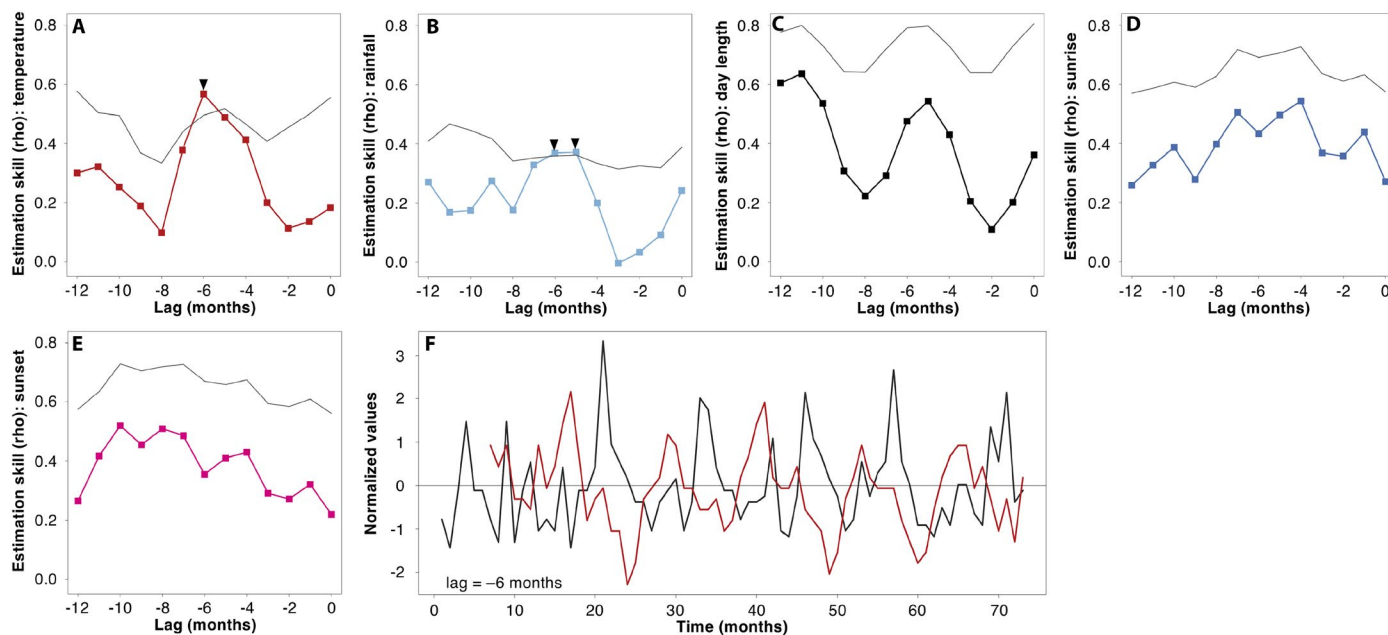 A
Estimation skill (rho): temperature
0.8
0.6
0.4
0.2
0.0
-12 -10 -8 -6 -4 -2 0
Lag (months)
B
Estimation skill (rho): rainfall
0.8
0.6
0.4
0.2
0.0
-12 -10 -8 -6 -4 -2 0
Lag (months)
C
Estimation skill (rho): day length
0.8
0.6
0.4
0.2
0.0
-12 -10 -8 -6 -4 -2 0
Lag (months)
D
Estimation skill (rho): sunrise
0.8
0.6
0.4
0.2
0.0
-12 -10 -8 -6 -4 -2 0
Lag (months)
E
Estimation skill (rho): sunset
0.8
0.6
0.4
0.2
0.0
-12 -10 -8 -6 -4 -2 0
Lag (months)
F
Normalized values
3
2
1
0
-1
-2
lag = −6 months
0 10 20 30 40 50 60 70
Time (months)